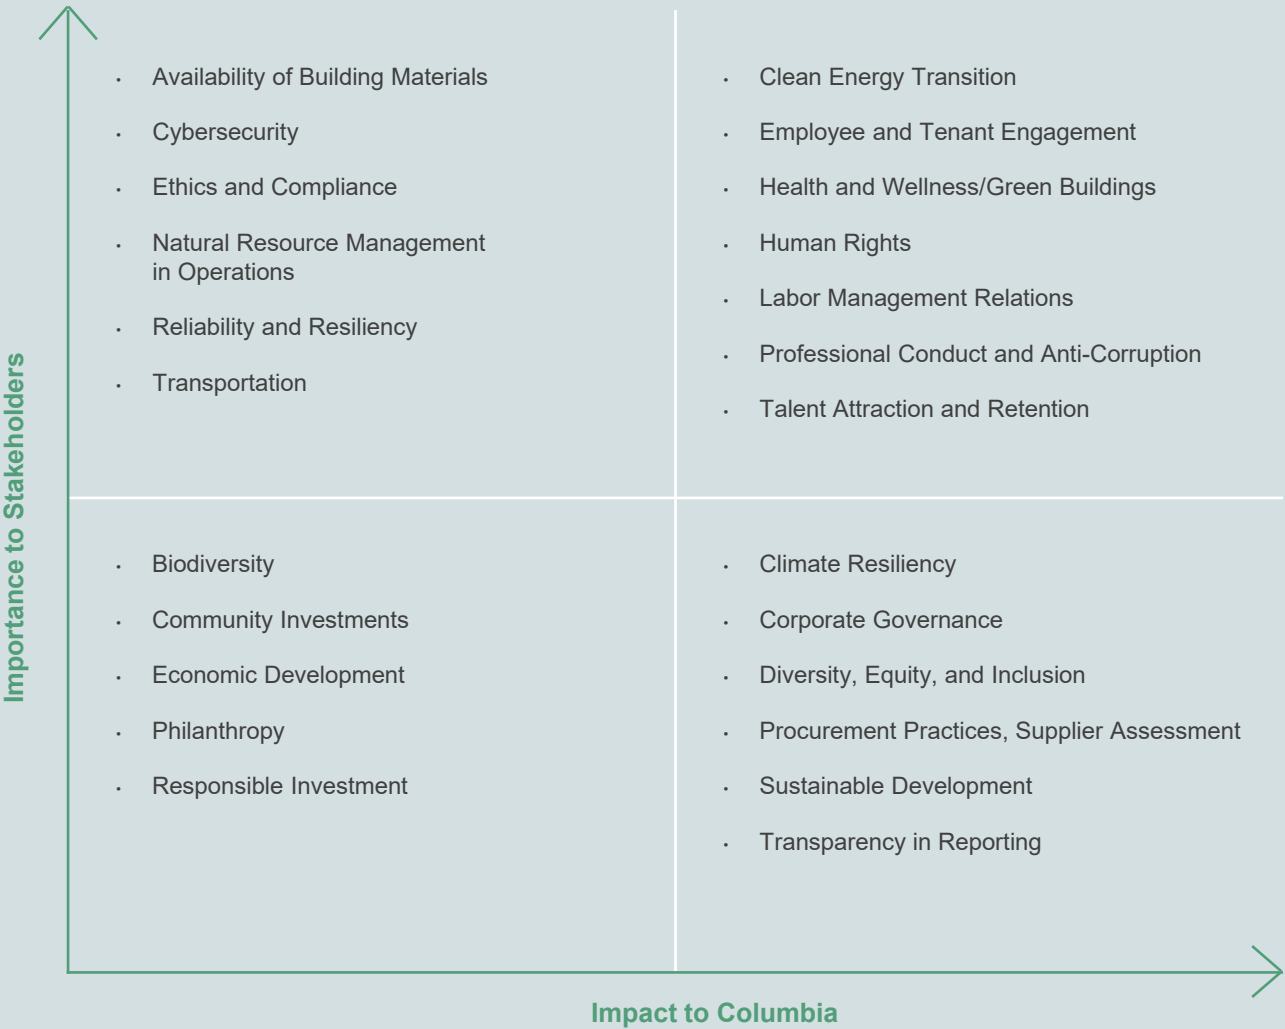 Importance to Stakeholders
• Availability of Building Materials
• Cybersecurity
• Ethics and Compliance
• Natural Resource Management
in Operations
• Reliability and Resiliency
• Transportation
• Clean Energy Transition
• Employee and Tenant Engagement
• Health and Wellness/Green Buildings
• Human Rights
• Labor Management Relations
• Professional Conduct and Anti-Corruption
• Talent Attraction and Retention
• Biodiversity
• Community Investments
• Economic Development
• Philanthropy
• Responsible Investment
• Climate Resiliency
• Corporate Governance
• Diversity, Equity, and Inclusion
• Procurement Practices, Supplier Assessment
• Sustainable Development
• Transparency in Reporting
Impact to Columbia